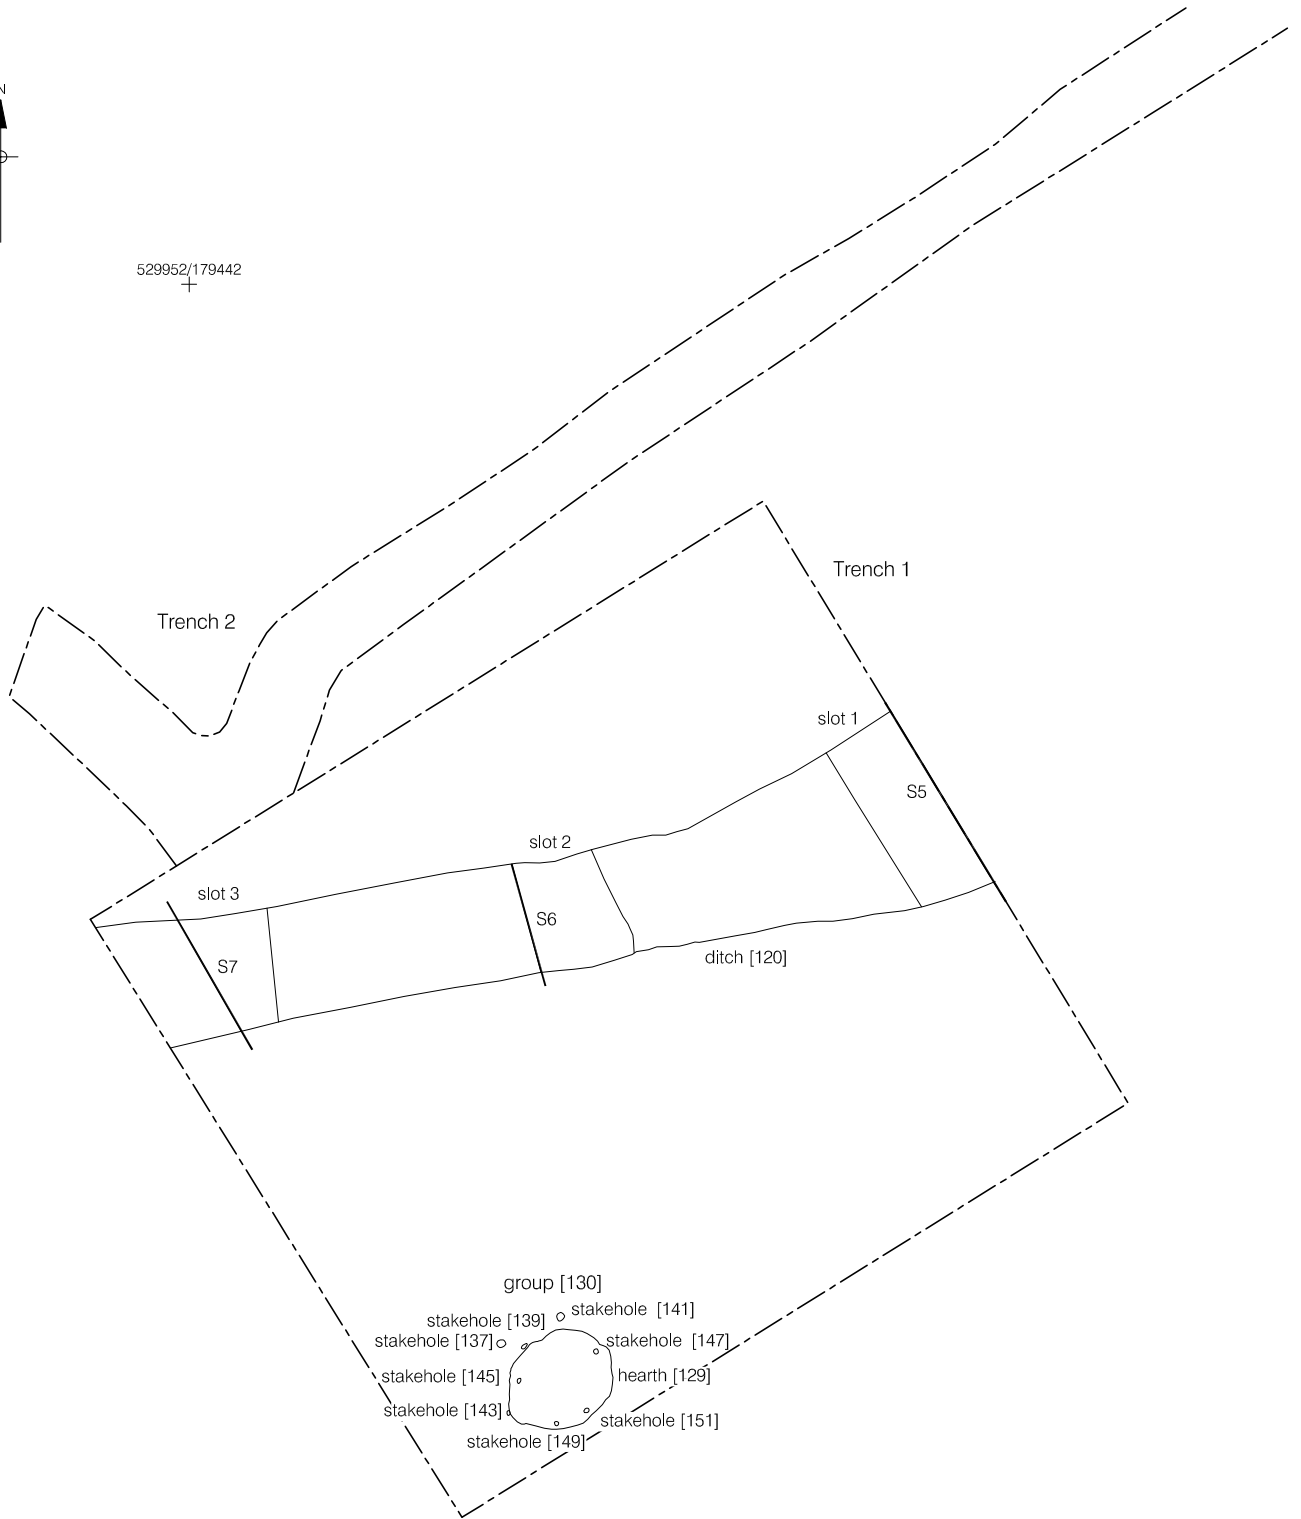 N
529952/179442
Trench 1
Trench 2
slot 1
S5
slot 2
slot 3
S6
ditch [120]
S7
group [130]
stakehole [141]
stakehole [139]
stakehole [137]
stakehole [147]
stakehole [145]
hearth [129]
stakehole [143]
stakehole [151]
stakehole [149]